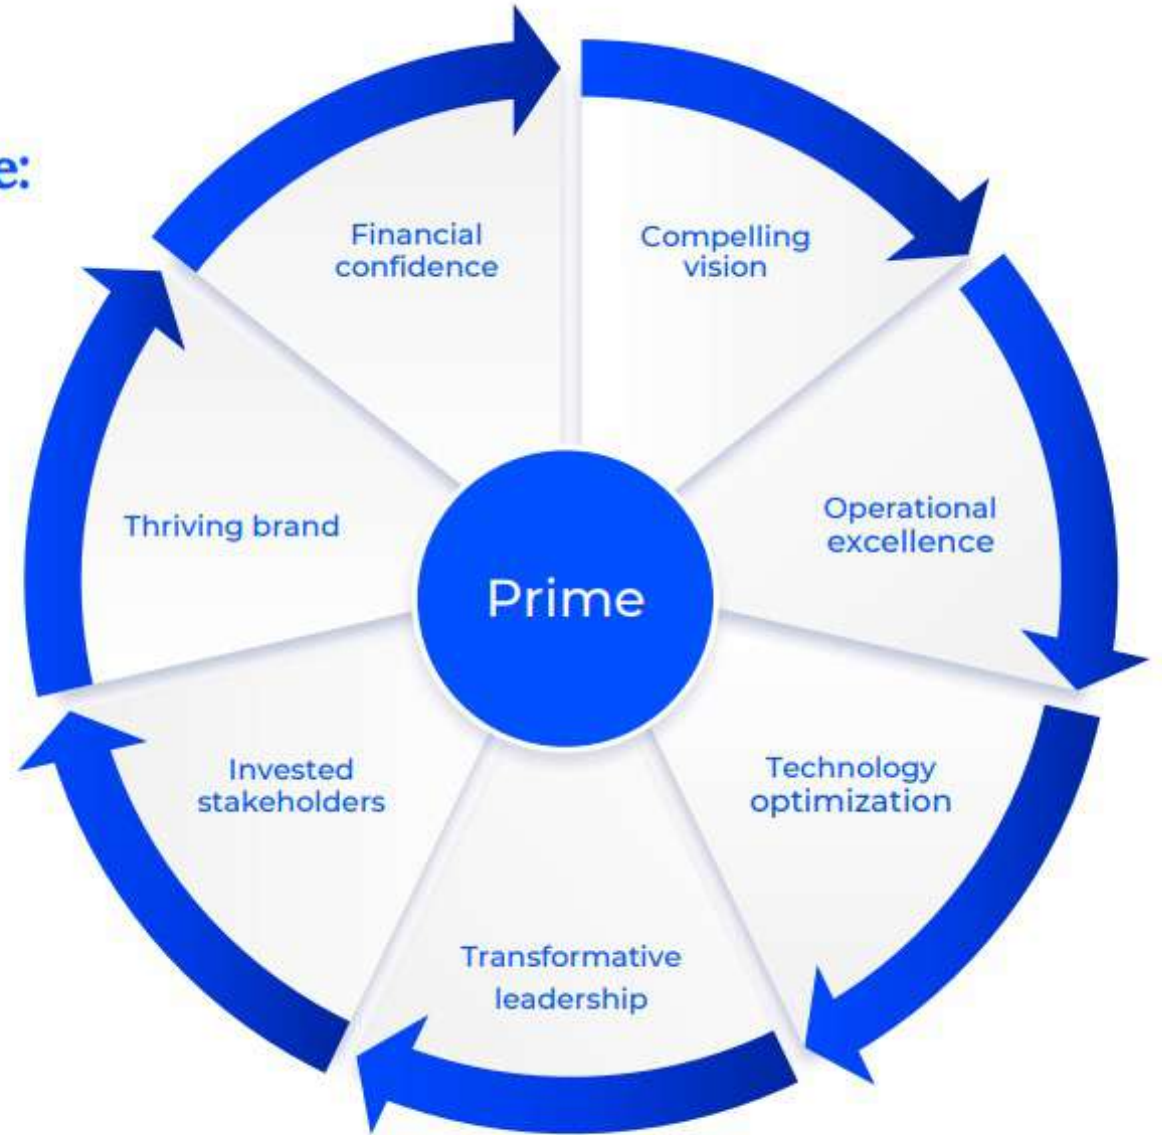 e:
Financial
confidence
Compelling
vision
Operational
excellence
Technology
optimization
Transformative
leadership
Invested
stakeholders
Thriving brand
Prime